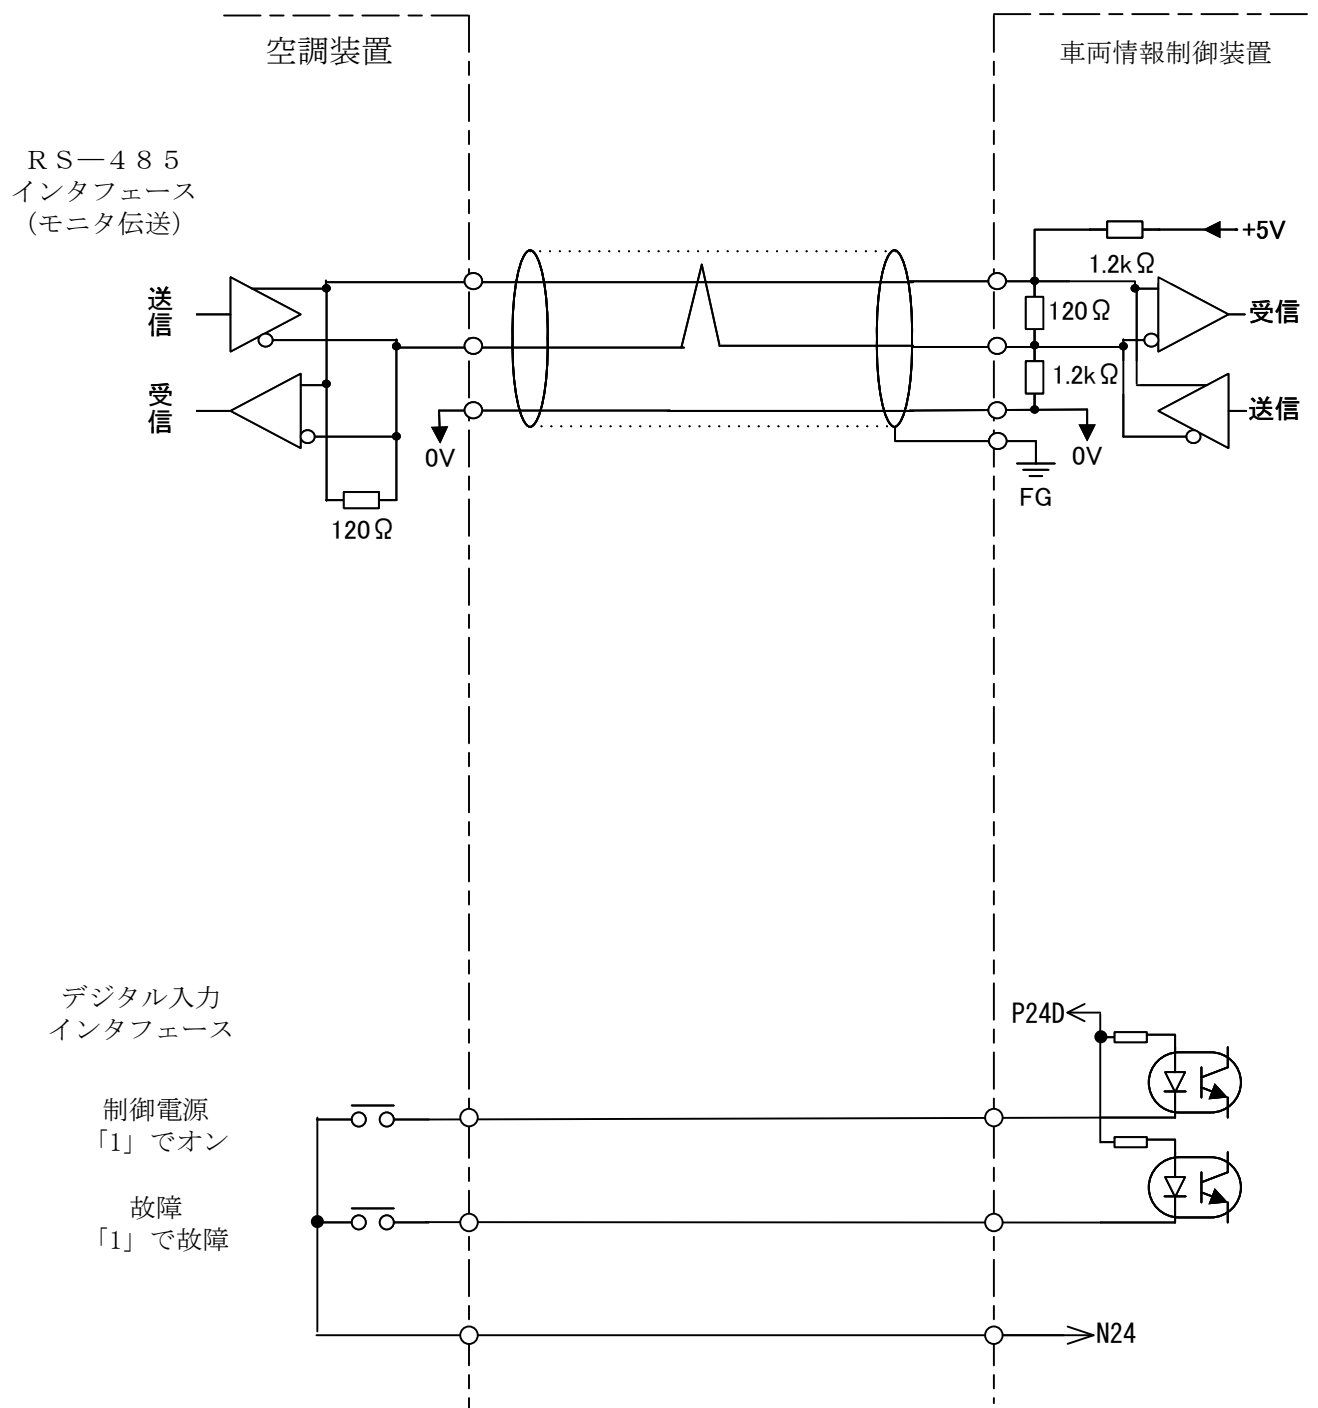 空調装置
車両情報制御装置
ＲＳ―４８５
インタフェース
(モニタ伝送)
+5V
1.2kΩ
送信
120Ω
受信
1.2kΩ
受信
送信
0V
0V
FG
120Ω
デジタル入力
インタフェース
P24D
制御電源
「1」でオン
故障
「1」で故障
N24